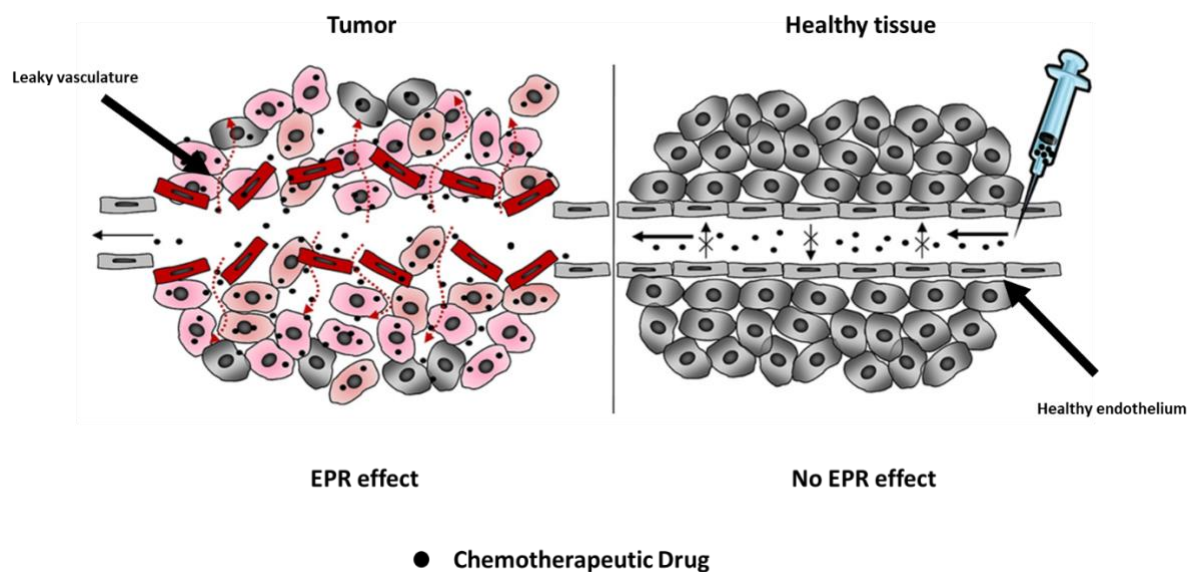 Tumor
Healthy tissue
Leaky vasculature
Healthy endothelium
EPR effect
No EPR effect
Chemotherapeutic Drug